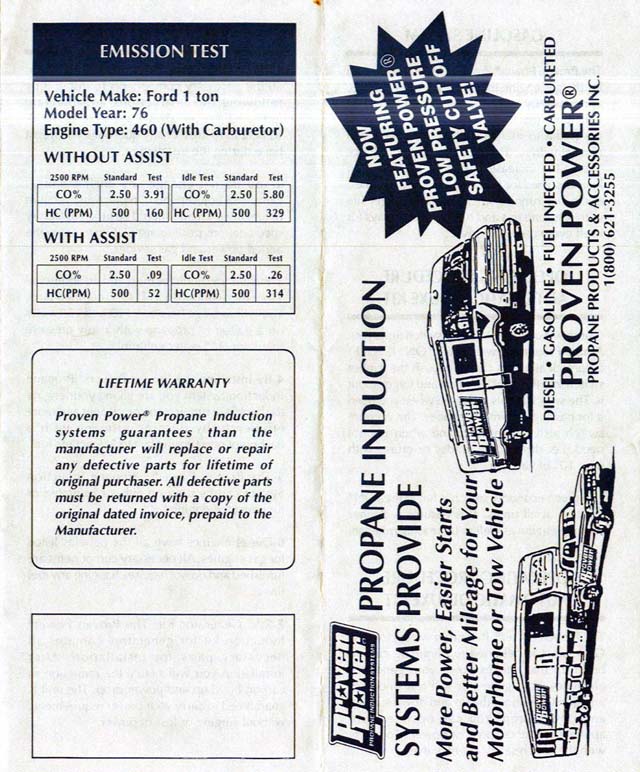 EMISSION TEST
Vehicle Make: Ford 1 ton
Model Year: 76
Engine Type: 460 (With Carburetor)
WITHOUT ASSIST
2500 RPM Standard Test Idle Test Standard Test
CO% 2.50 3.91 CO% 2.50 5.80
HC (PPM) 500 160 HC (PPM) 500 329
WITH ASSIST
2500 RPM Standard Test Idle Test Standard Test
CO% 2.50 .09 CO% 2.50 .26
HC(PPM) 500 52 HC(PPM) 500 314
LIFETIME WARRANTY
Proven Power® Propane Induction
systems guarantees than the
manufacturer will replace or repair
any defective parts for lifetime of
original purchaser. All defective parts
must be returned with a copy of the
original dated invoice, prepaid to the
Manufacturer.
Proven
Power
PROPANE INDUCTION SYSTEMS
PROPANE INDUCTION
SYSTEMS PROVIDE
More Power, Easier Starts
and Better Mileage for Your
Motorhome or Tow Vehicle
NOW
FEATURING
PROVEN POWER®
PROVEN PRESSURE
LOW PRESS CUT OFF
SAFETY CUT OFF
VALVE!
Proven
Power
Proven
Power
Proven
Power
DIESEL • GASOLINE • FUEL INJECTED • CARBURETED
PROVEN POWER®
PROPANE PRODUCTS & ACCESSORIES INC.
1(800) 621-3255